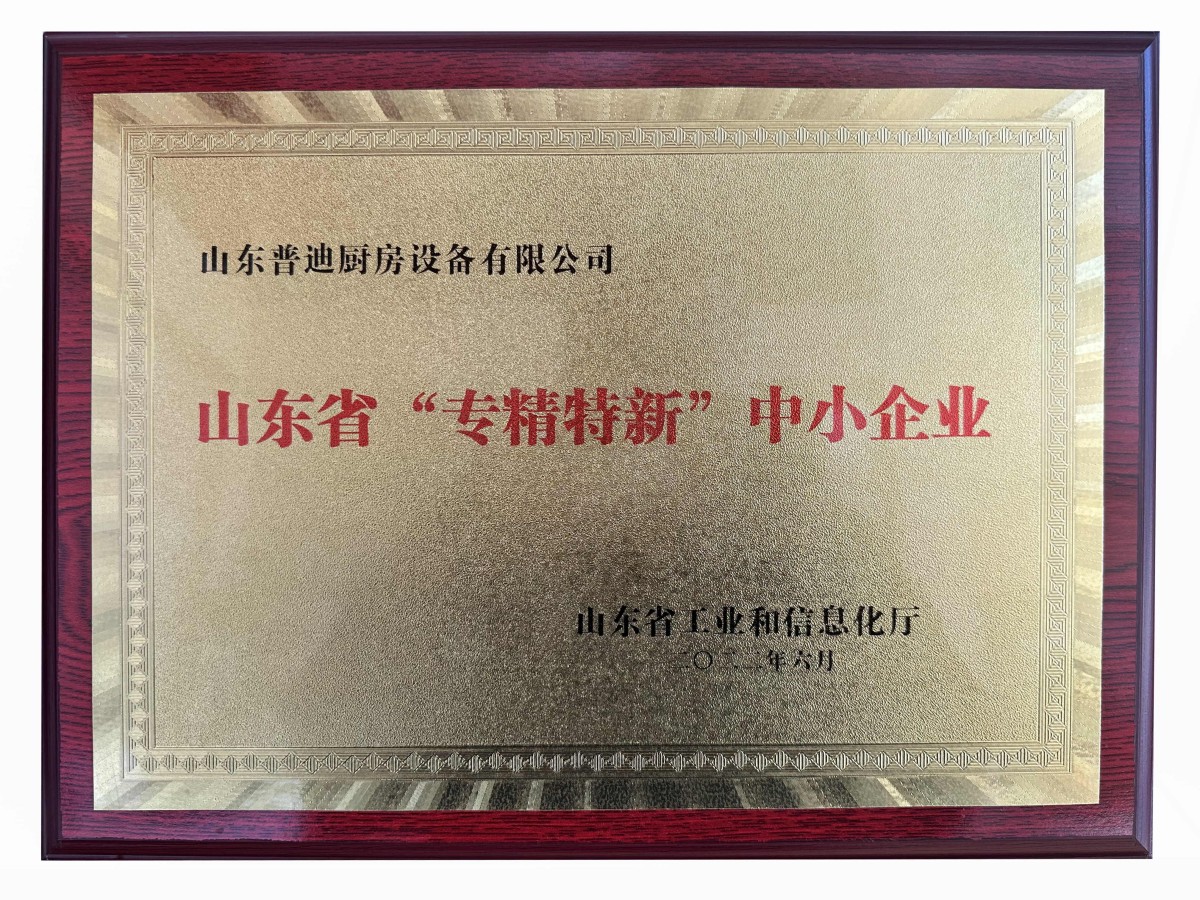 山东普迪厨房设备有限公司
山东省“专精特新”中小企业
山东省工业和信息化厅
二〇二二年六月